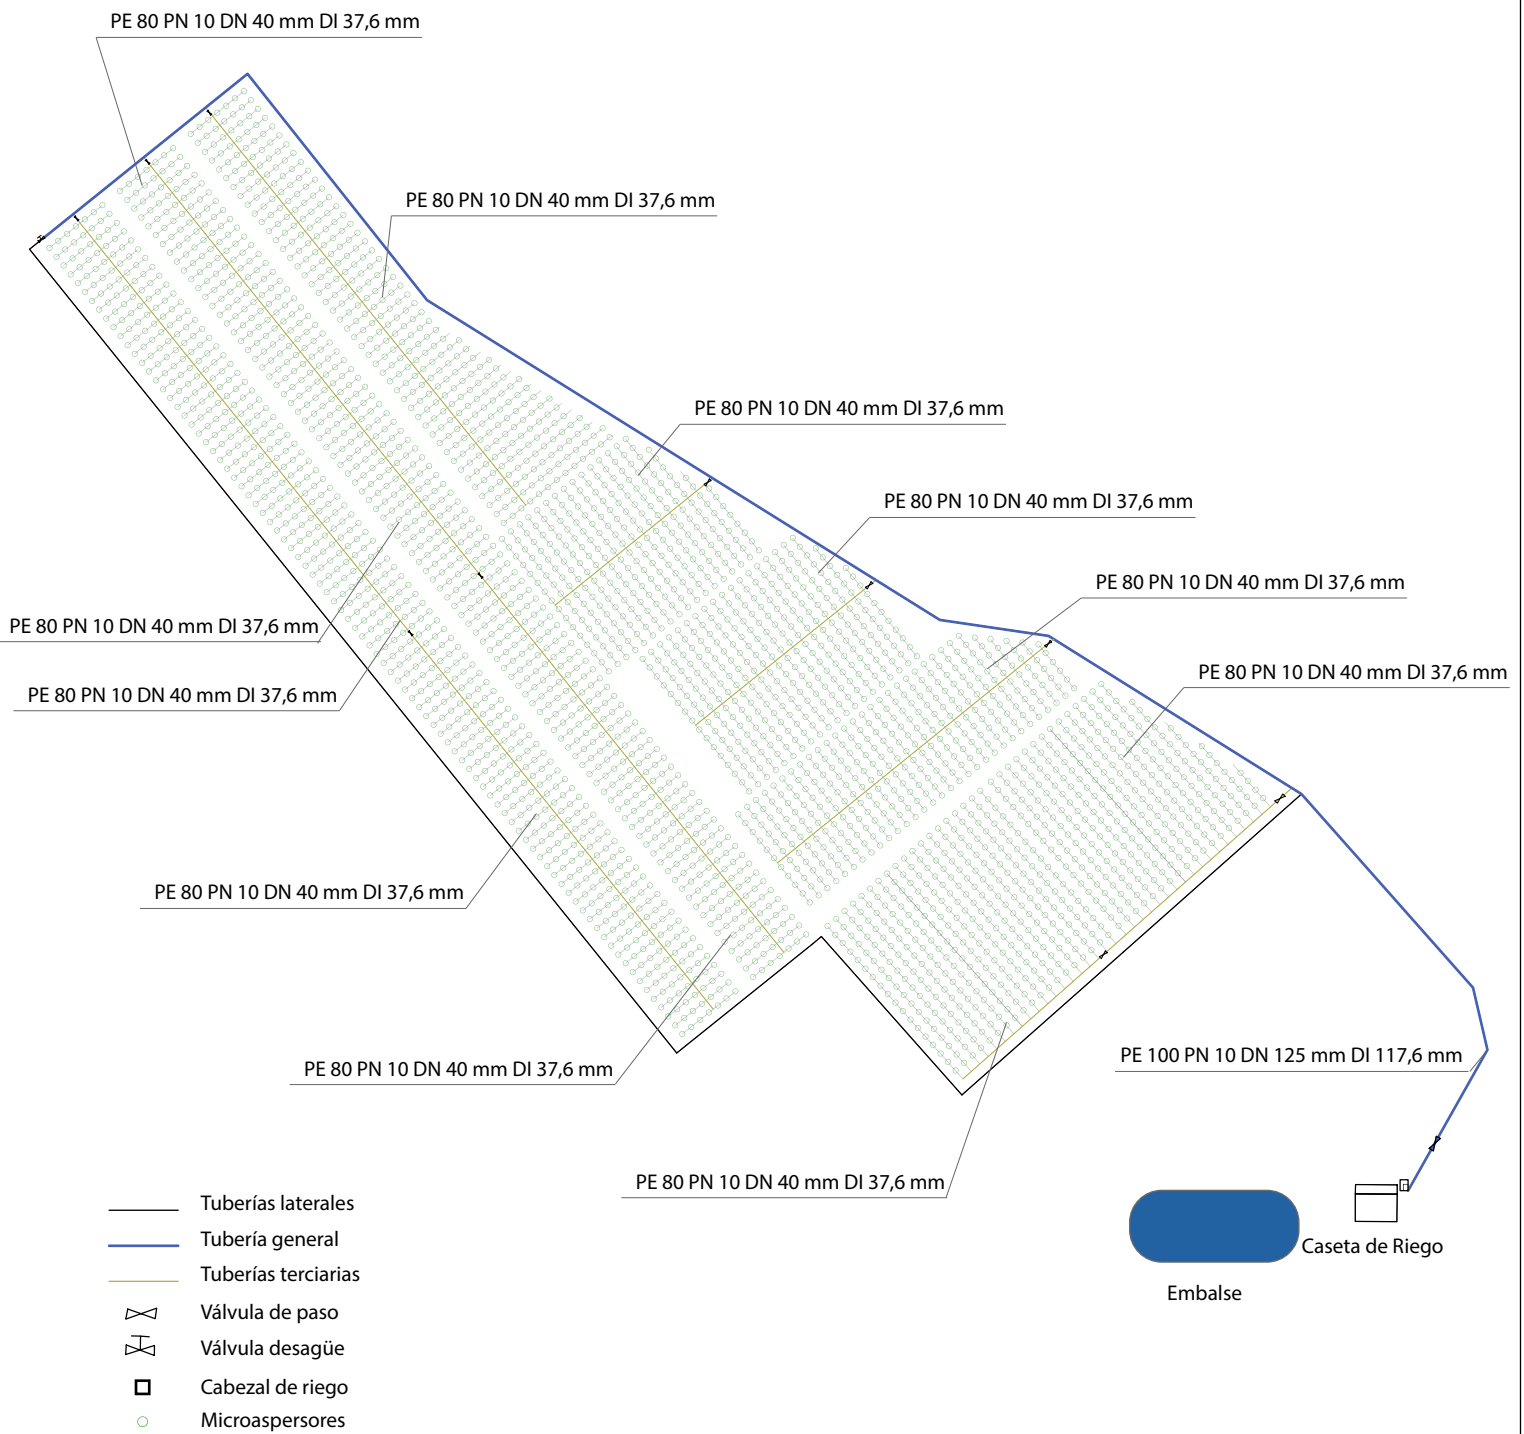 PE 80 PN 10 DN 40 mm DI 37,6 mm
PE 80 PN 10 DN 40 mm DI 37,6 mm
PE 80 PN 10 DN 40 mm DI 37,6 mm
PE 80 PN 10 DN 40 mm DI 37,6 mm
PE 80 PN 10 DN 40 mm DI 37,6 mm
PE 80 PN 10 DN 40 mm DI 37,6 mm
PE 80 PN 10 DN 40 mm DI 37,6 mm
PE 80 PN 10 DN 40 mm DI 37,6 mm
PE 80 PN 10 DN 40 mm DI 37,6 mm
PE 100 PN 10 DN 125 mm DI 117,6 mm
PE 80 PN 10 DN 40 mm DI 37,6 mm
PE 80 PN 10 DN 40 mm DI 37,6 mm
Tuberías laterales
Tubería general
Tuberías terciarias
Válvula de paso
Válvula desagüe
Cabezal de riego
Microaspersores
Caseta de Riego
Embalse